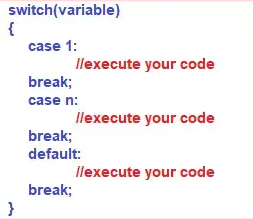 switch(variable)
{
case 1:
//execute your code
break;
case n:
//execute your code
break;
default:
//execute your code
break;
}